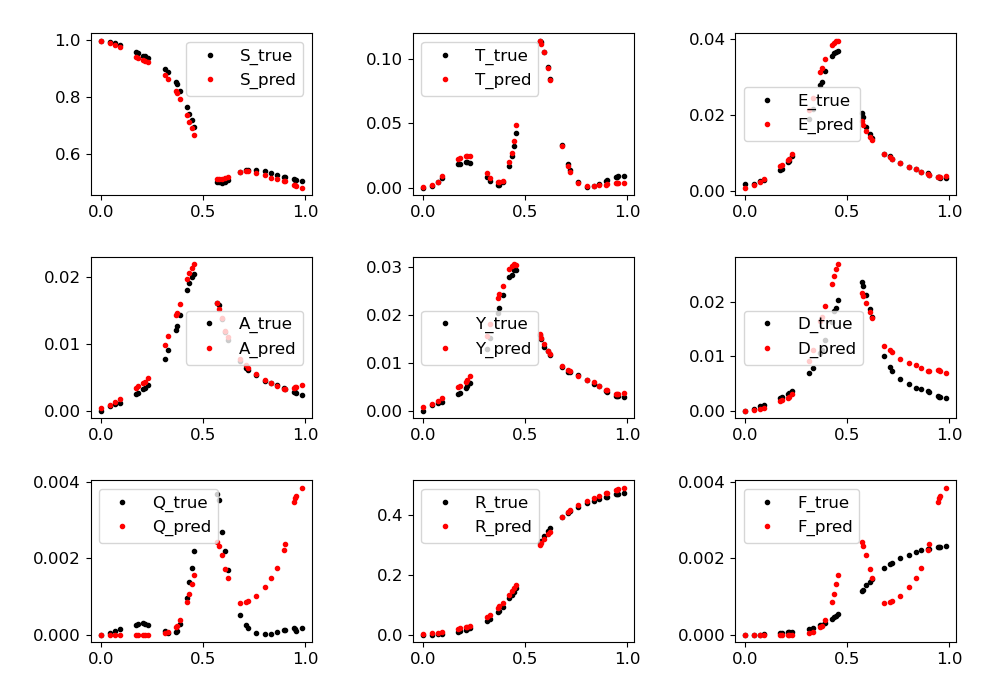 S_true
S_pred
1.0
0.8
0.6
0.0 0.5 1.0
T_true
T_pred
0.10
0.05
0.00
0.0 0.5 1.0
E_true
E_pred
0.04
0.02
0.00
0.0 0.5 1.0
A_true
A_pred
0.02
0.01
0.00
0.0 0.5 1.0
Y_true
Y_pred
0.03
0.02
0.01
0.00
0.0 0.5 1.0
D_true
D_pred
0.02
0.01
0.00
0.0 0.5 1.0
Q_true
Q_pred
0.004
0.002
0.000
0.0 0.5 1.0
R_true
R_pred
0.4
0.2
0.0
0.0 0.5 1.0
F_true
F_pred
0.004
0.002
0.000
0.0 0.5 1.0